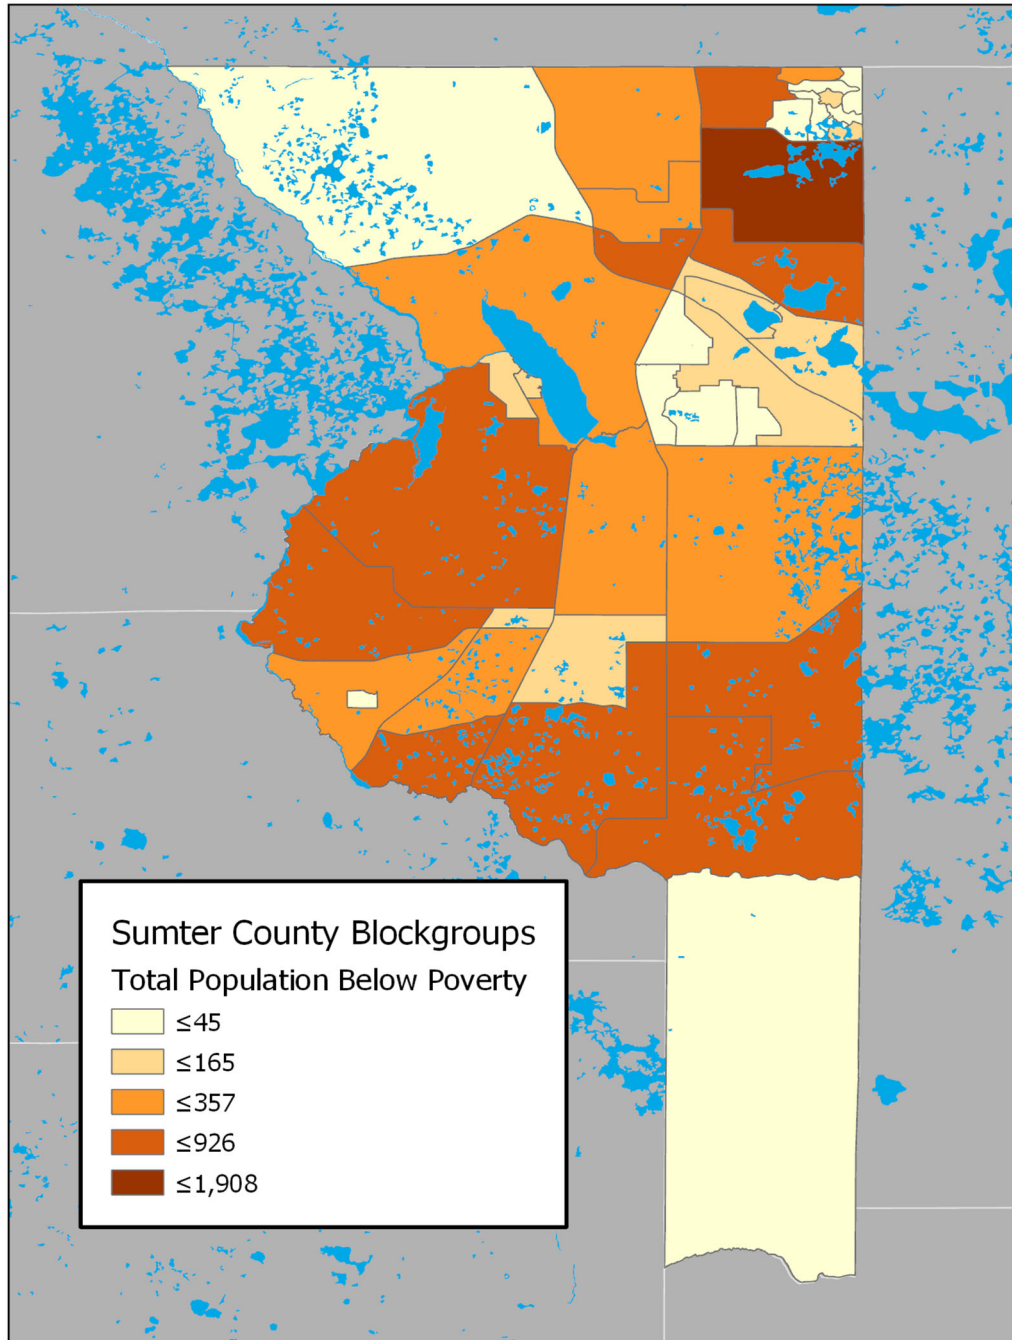 Sumter County Blockgroups
Total Population Below Poverty
≤45
≤165
≤357
≤926
≤1,908